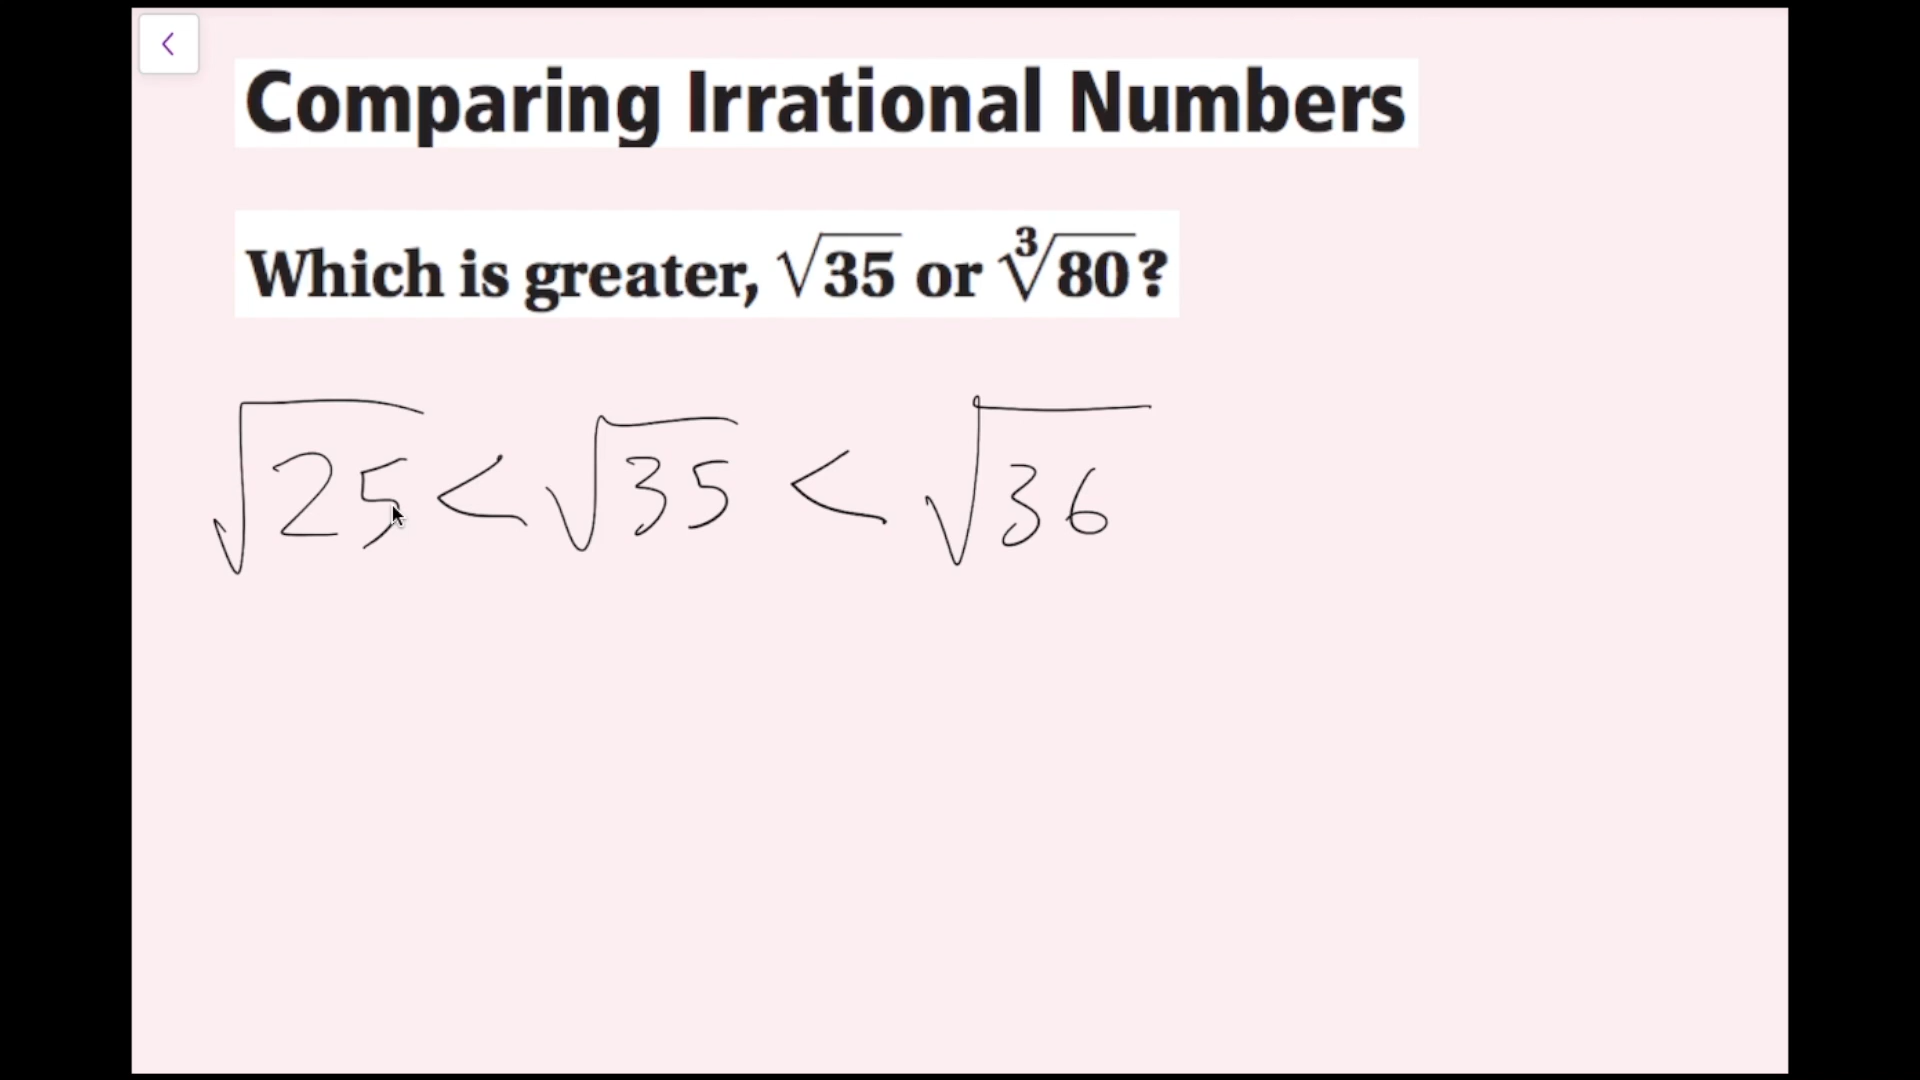 Comparing Irrational Numbers
Which is greater, √35 or ∛80?
√25 < √35 < √36